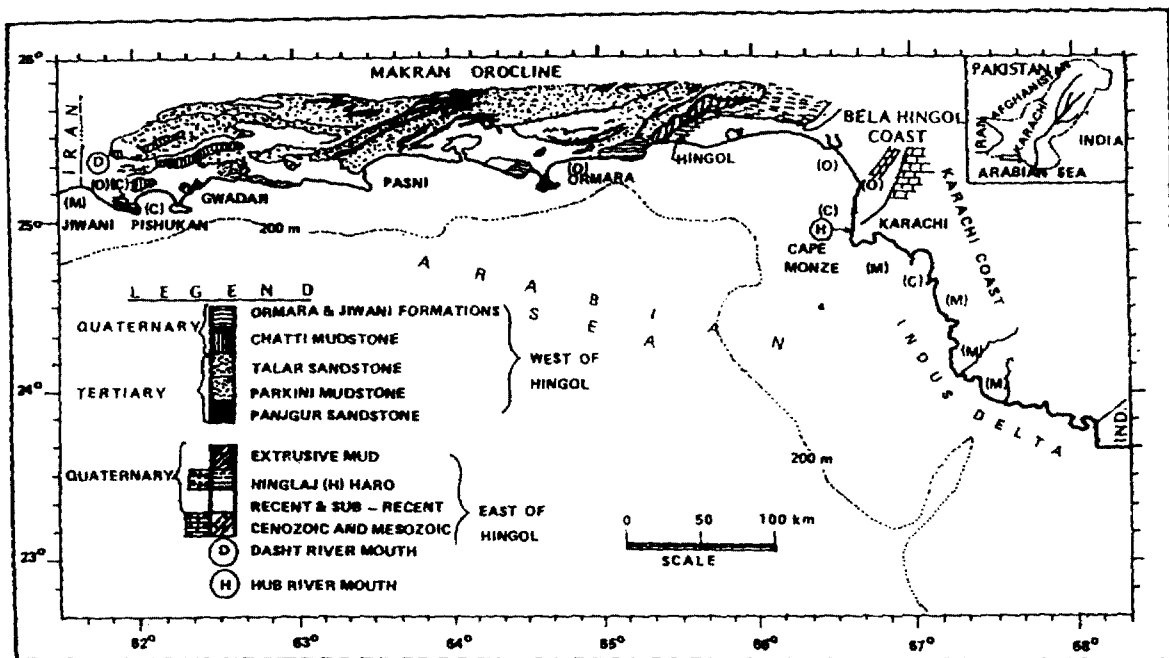 26°
25°
24°
23°
62°
63°
64°
65°
66°
67°
68°
MAKRAN OROCLINE
IRAN
D
(O)(C)
(M)
JIWANI
PISHUKAN
(C)
GWADAR
PASNI
(O)
ORMARA
HINGOL
BELA HINGOL
COAST
(O)
(O)
(C)
H
KARACHI
CAPE
MONZE
(M)
(C)
(M)
(M)
(M)
KARACHI COAST
INDUS DELTA
IND.
200 m
200 m
ARABIAN
SEA
PAKISTAN
AFGHANISTAN
IRAN
KARACHI
INDIA
ARABIAN SEA
LEGEND
QUATERNARY
ORMARA & JIWANI FORMATIONS
CHATTI MUDSTONE
TERTIARY
TALAR SANDSTONE
PARKINI MUDSTONE
PANJGUR SANDSTONE
WEST OF
HINGOL
QUATERNARY
EXTRUSIVE MUD
HINGLAJ (H) HARO
RECENT & SUB - RECENT
CENOZOIC AND MESOZOIC
EAST OF
HINGOL
D DASHT RIVER MOUTH
H HUB RIVER MOUTH
0 50 100 km
SCALE